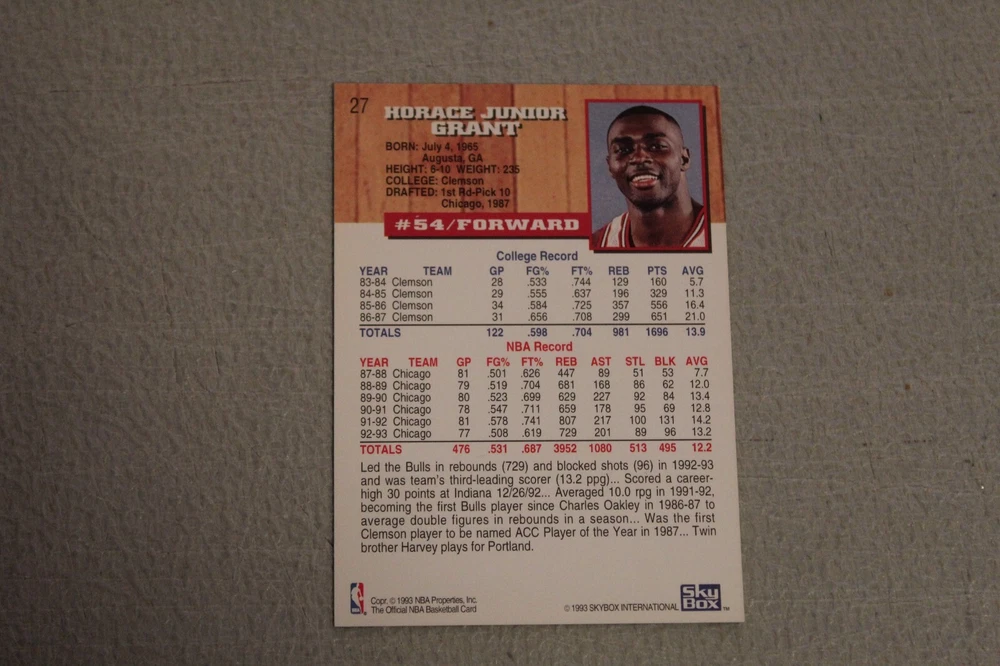 27
HORACE JUNIOR
GRANT
BORN: July 4, 1965
Augusta, GA
HEIGHT: 6-10 WEIGHT: 235
COLLEGE: Clemson
DRAFTED: 1st Rd-Pick 10
Chicago, 1987
#54/FORWARD
College Record
YEAR TEAM GP FG% FT% REB PTS AVG
83-84 Clemson 28 .533 .744 129 160 5.7
84-85 Clemson 29 .555 .637 196 329 11.3
85-86 Clemson 34 .584 .725 357 556 16.4
86-87 Clemson 31 .656 .708 299 651 21.0
TOTALS 122 .598 .704 981 1696 13.9
NBA Record
YEAR TEAM GP FG% FT% REB AST STL BLK AVG
87-88 Chicago 81 .501 .626 447 89 51 53 7.7
88-89 Chicago 79 .519 .704 681 168 86 62 12.0
89-90 Chicago 80 .523 .699 629 227 92 84 13.4
90-91 Chicago 78 .547 .711 659 178 95 69 12.8
91-92 Chicago 81 .578 .741 807 217 100 131 14.2
92-93 Chicago 77 .508 .619 729 201 89 96 13.2
TOTALS 476 .531 .687 3952 1080 513 495 12.2
Led the Bulls in rebounds (729) and blocked shots (96) in 1992-93
and was team's third-leading scorer (13.2 ppg)... Scored a career-
high 30 points at Indiana 12/26/92... Averaged 10.0 rpg in 1991-92,
becoming the first Bulls player since Charles Oakley in 1986-87 to
average double figures in rebounds in a season... Was the first
Clemson player to be named ACC Player of the Year in 1987... Twin
brother Harvey plays for Portland.
Copr. © 1993 NBA Properties, Inc.
The Official NBA Basketball Card
© 1993 SKYBOX INTERNATIONAL
Sky
Box™